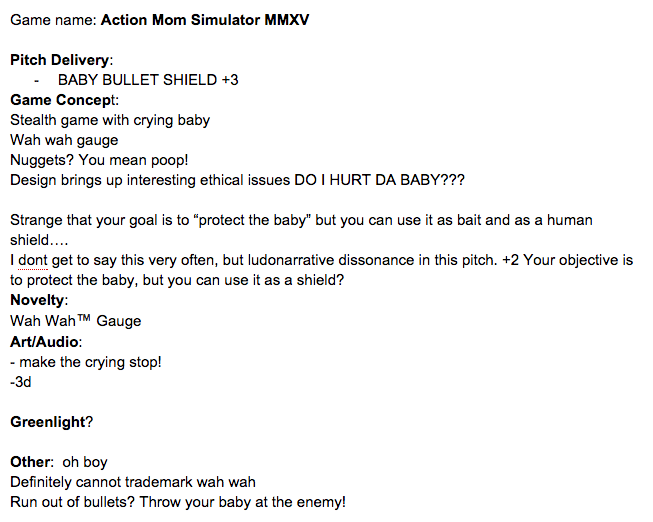 Game name: Action Mom Simulator MMXV
Pitch Delivery:
- BABY BULLET SHIELD +3
Game Concept:
Stealth game with crying baby
Wah wah gauge
Nuggets? You mean poop!
Design brings up interesting ethical issues DO I HURT DA BABY???
Strange that your goal is to “protect the baby” but you can use it as bait and as a human
shield….
I dont get to say this very often, but ludonarrative dissonance in this pitch. +2 Your objective is
to protect the baby, but you can use it as a shield?
Novelty:
Wah Wah™ Gauge
Art/Audio:
- make the crying stop!
-3d
Greenlight?
Other: oh boy
Definitely cannot trademark wah wah
Run out of bullets? Throw your baby at the enemy!